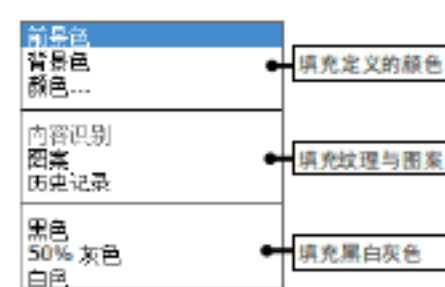 前景色
背景色
颜色...
填充定义的颜色
内容识别
图案
历史记录
填充纹理与图案
黑色
50% 灰色
白色
填充黑白灰色